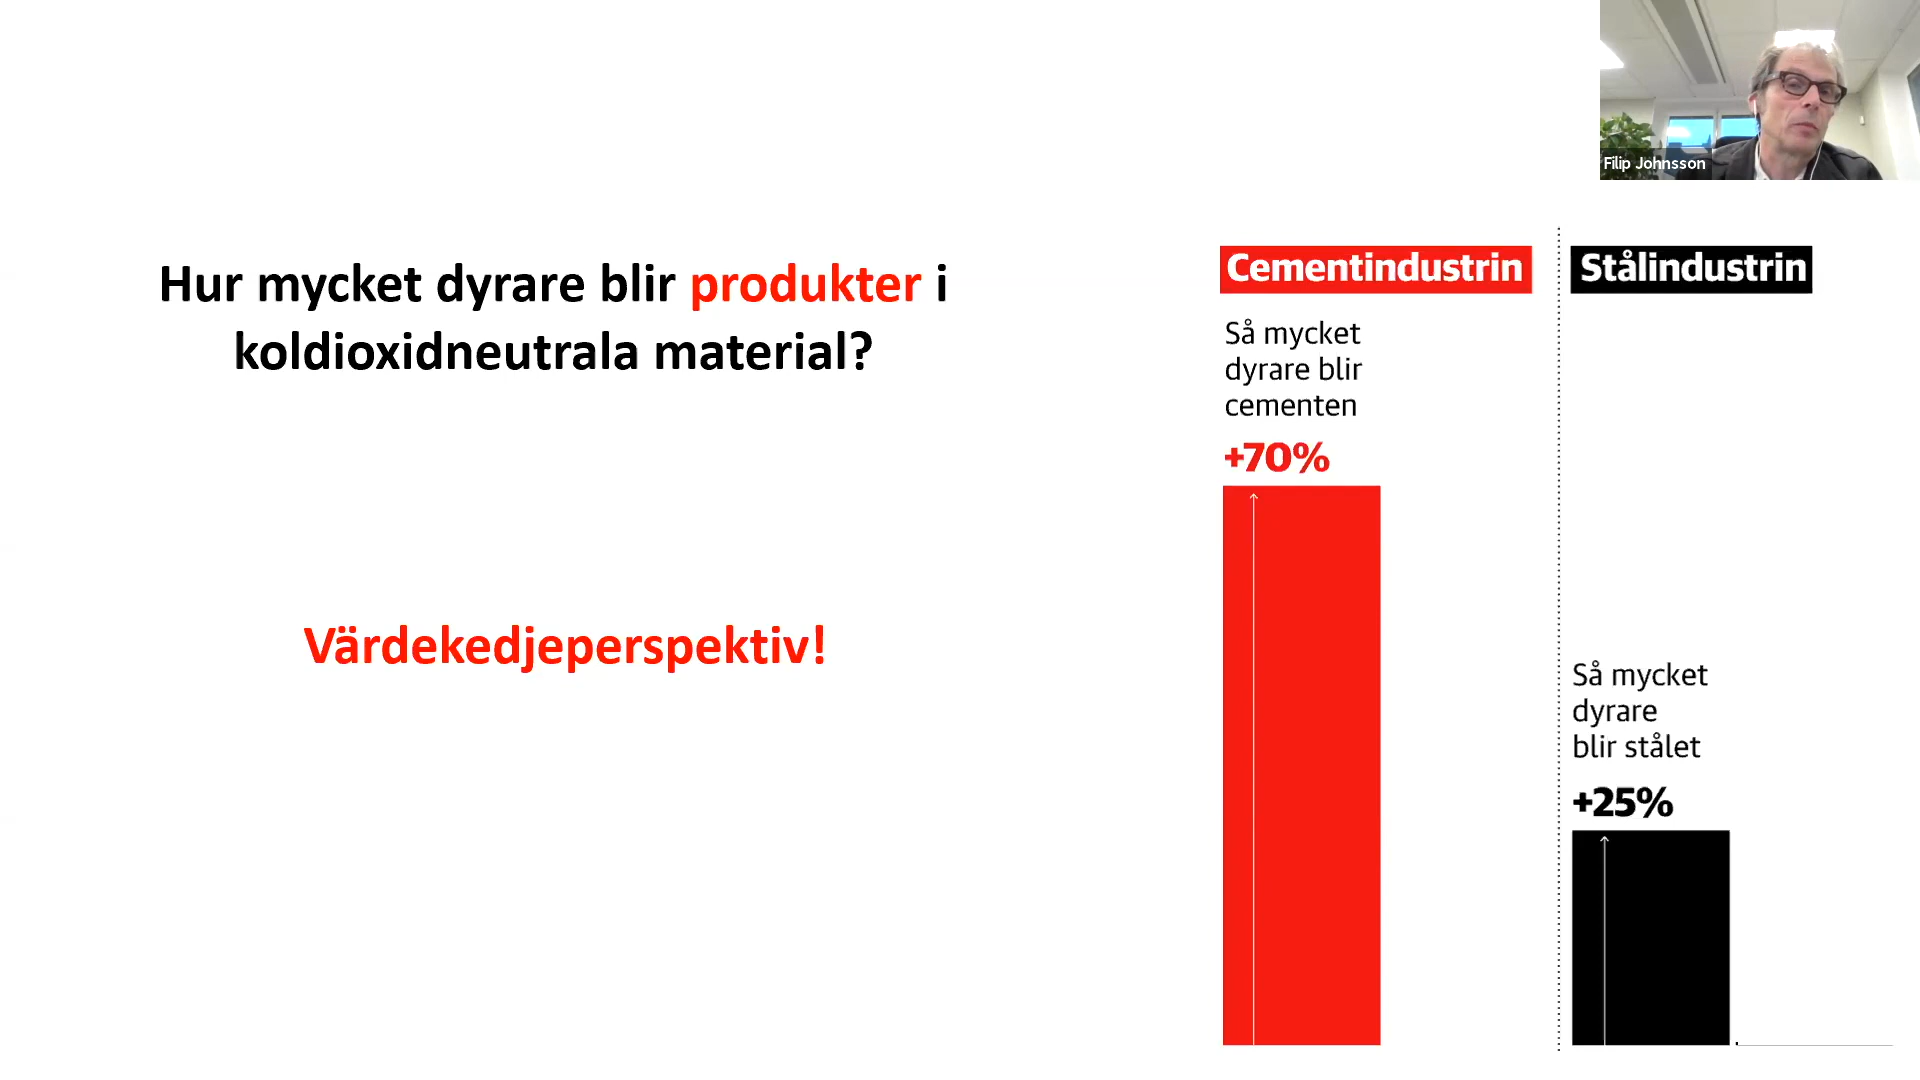 Filip Johnsson
Hur mycket dyrare blir produkter i
koldioxidneutrala material?
Värdekedjeperspektiv!
Cementindustrin
Så mycket
dyrare blir
cementen
+70%
Stålindustrin
Så mycket
dyrare
blir stålet
+25%